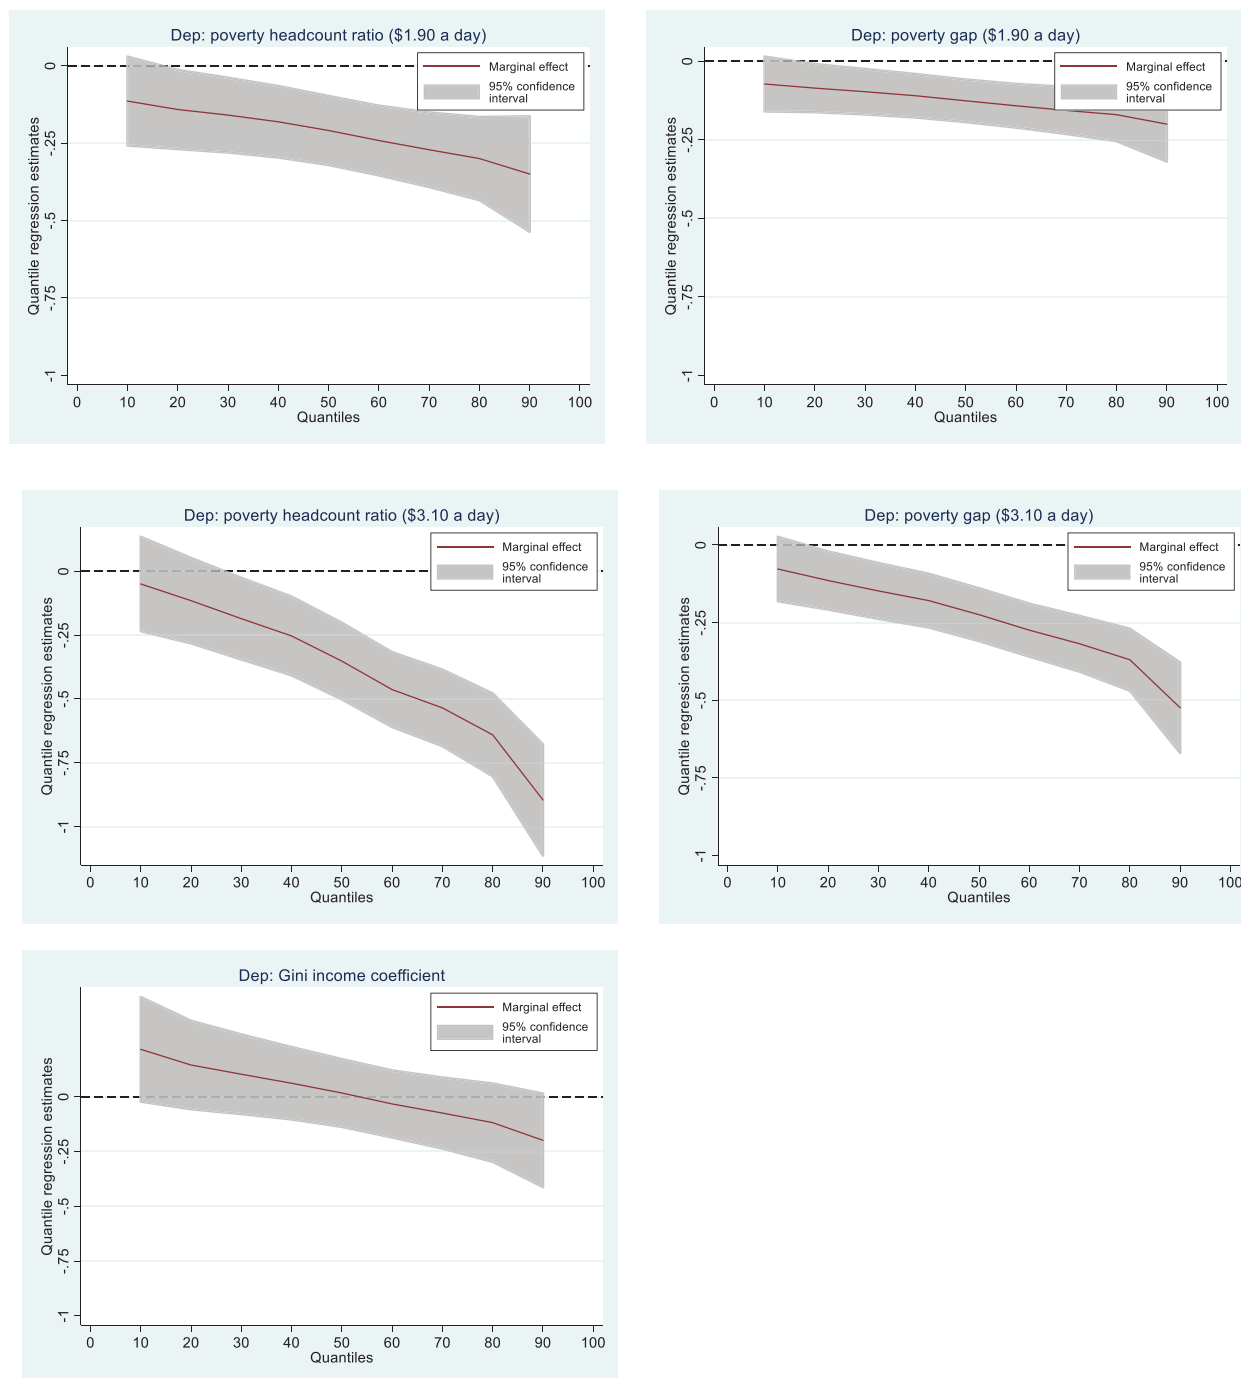 Dep: poverty headcount ratio ($1.90 a day)
Marginal effect
95% confidence
interval
Quantile regression estimates
0
-.25
-.5
-.75
-1
0 10 20 30 40 50 60 70 80 90 100
Quantiles
Dep: poverty gap ($1.90 a day)
Marginal effect
95% confidence
interval
Quantile regression estimates
0
-.25
-.5
-.75
-1
0 10 20 30 40 50 60 70 80 90 100
Quantiles
Dep: poverty headcount ratio ($3.10 a day)
Marginal effect
95% confidence
interval
Quantile regression estimates
0
-.25
-.5
-.75
-1
0 10 20 30 40 50 60 70 80 90 100
Quantiles
Dep: poverty gap ($3.10 a day)
Marginal effect
95% confidence
interval
Quantile regression estimates
0
-.25
-.5
-.75
-1
0 10 20 30 40 50 60 70 80 90 100
Quantiles
Dep: Gini income coefficient
Marginal effect
95% confidence
interval
Quantile regression estimates
0
-.25
-.5
-.75
-1
0 10 20 30 40 50 60 70 80 90 100
Quantiles